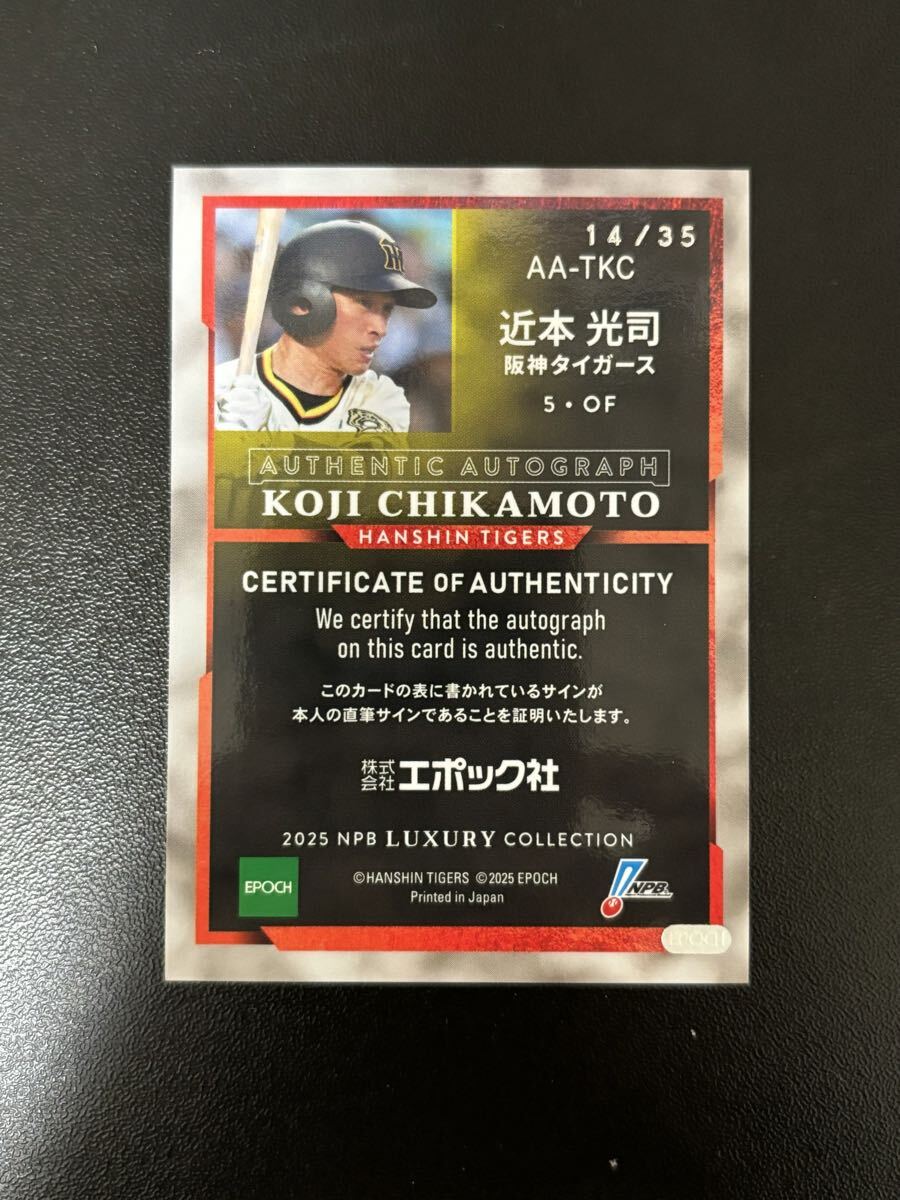 14/35
AA-TKC
近本 光司
阪神タイガース
5・OF
AUTHENTIC AUTOGRAPH
KOJI CHIKAMOTO
HANSHIN TIGERS
CERTIFICATE OF AUTHENTICITY
We certify that the autograph
on this card is authentic.
このカードの表に書かれているサインが
本人の直筆サインであることを証明いたします。
株式会社エポック社
2025 NPB LUXURY COLLECTION
EPOCH
©HANSHIN TIGERS ©2025 EPOCH
Printed in Japan
NPB
EPOCH
H